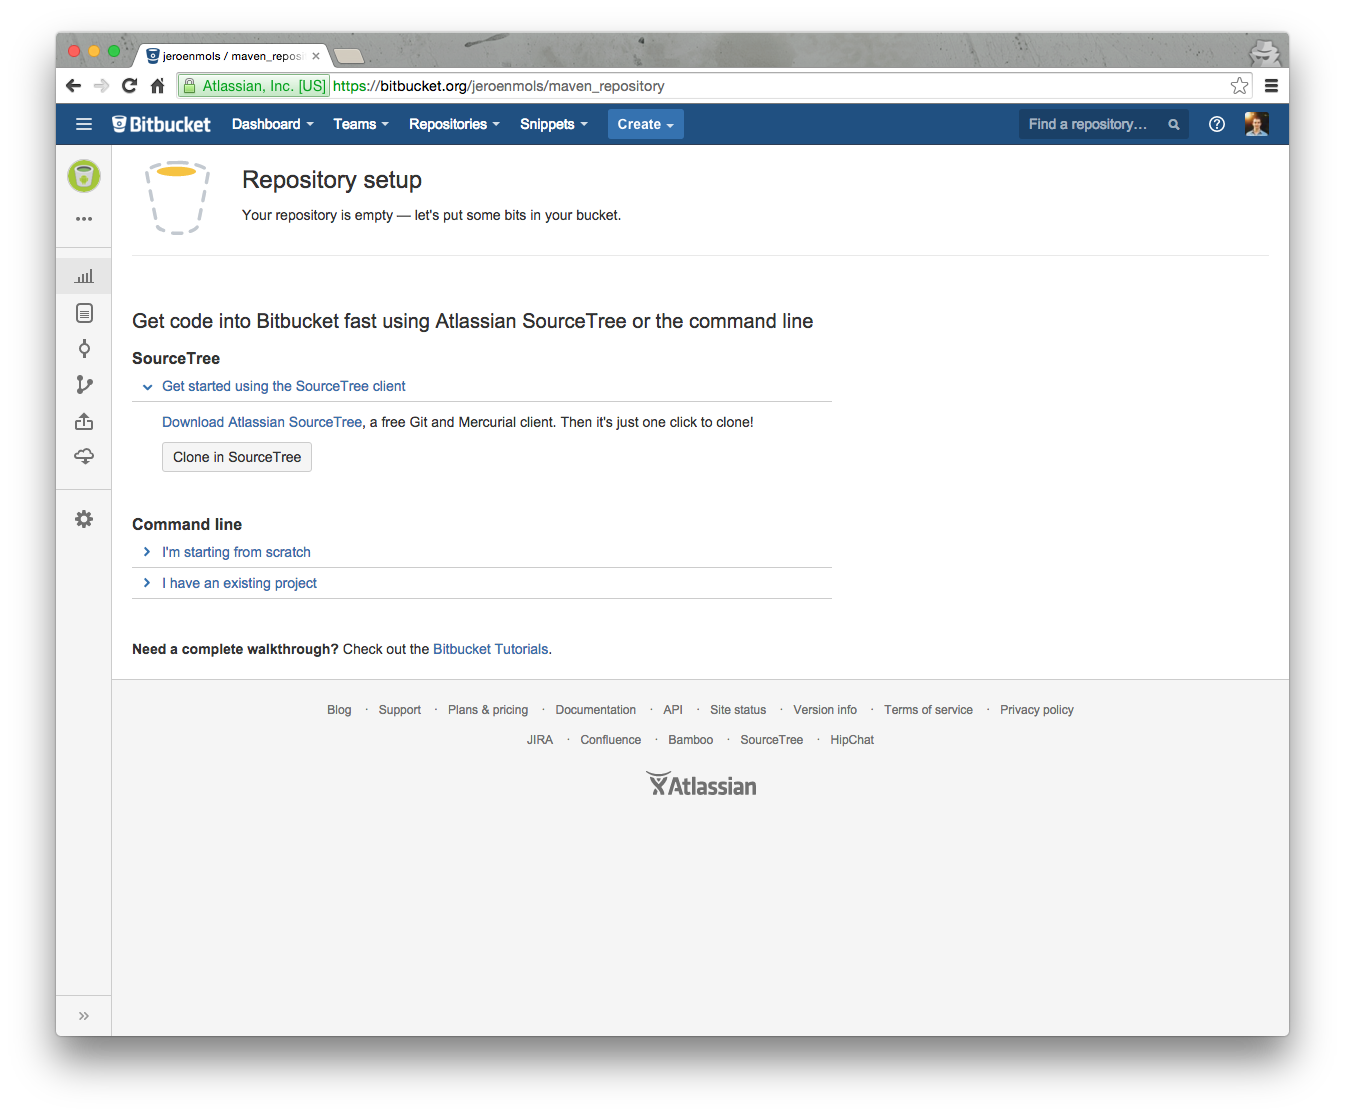 jeroenmols / maven_repos
Atlassian, Inc. [US] https://bitbucket.org/jeroenmols/maven_repository
Bitbucket Dashboard Teams Repositories Snippets Create Find a repository...
Repository setup
Your repository is empty — let's put some bits in your bucket.
Get code into Bitbucket fast using Atlassian SourceTree or the command line
SourceTree
Get started using the SourceTree client
Download Atlassian SourceTree, a free Git and Mercurial client. Then it's just one click to clone!
Clone in SourceTree
Command line
I'm starting from scratch
I have an existing project
Need a complete walkthrough? Check out the Bitbucket Tutorials.
Blog · Support · Plans & pricing · Documentation · API · Site status · Version info · Terms of service · Privacy policy
JIRA · Confluence · Bamboo · SourceTree · HipChat
Atlassian